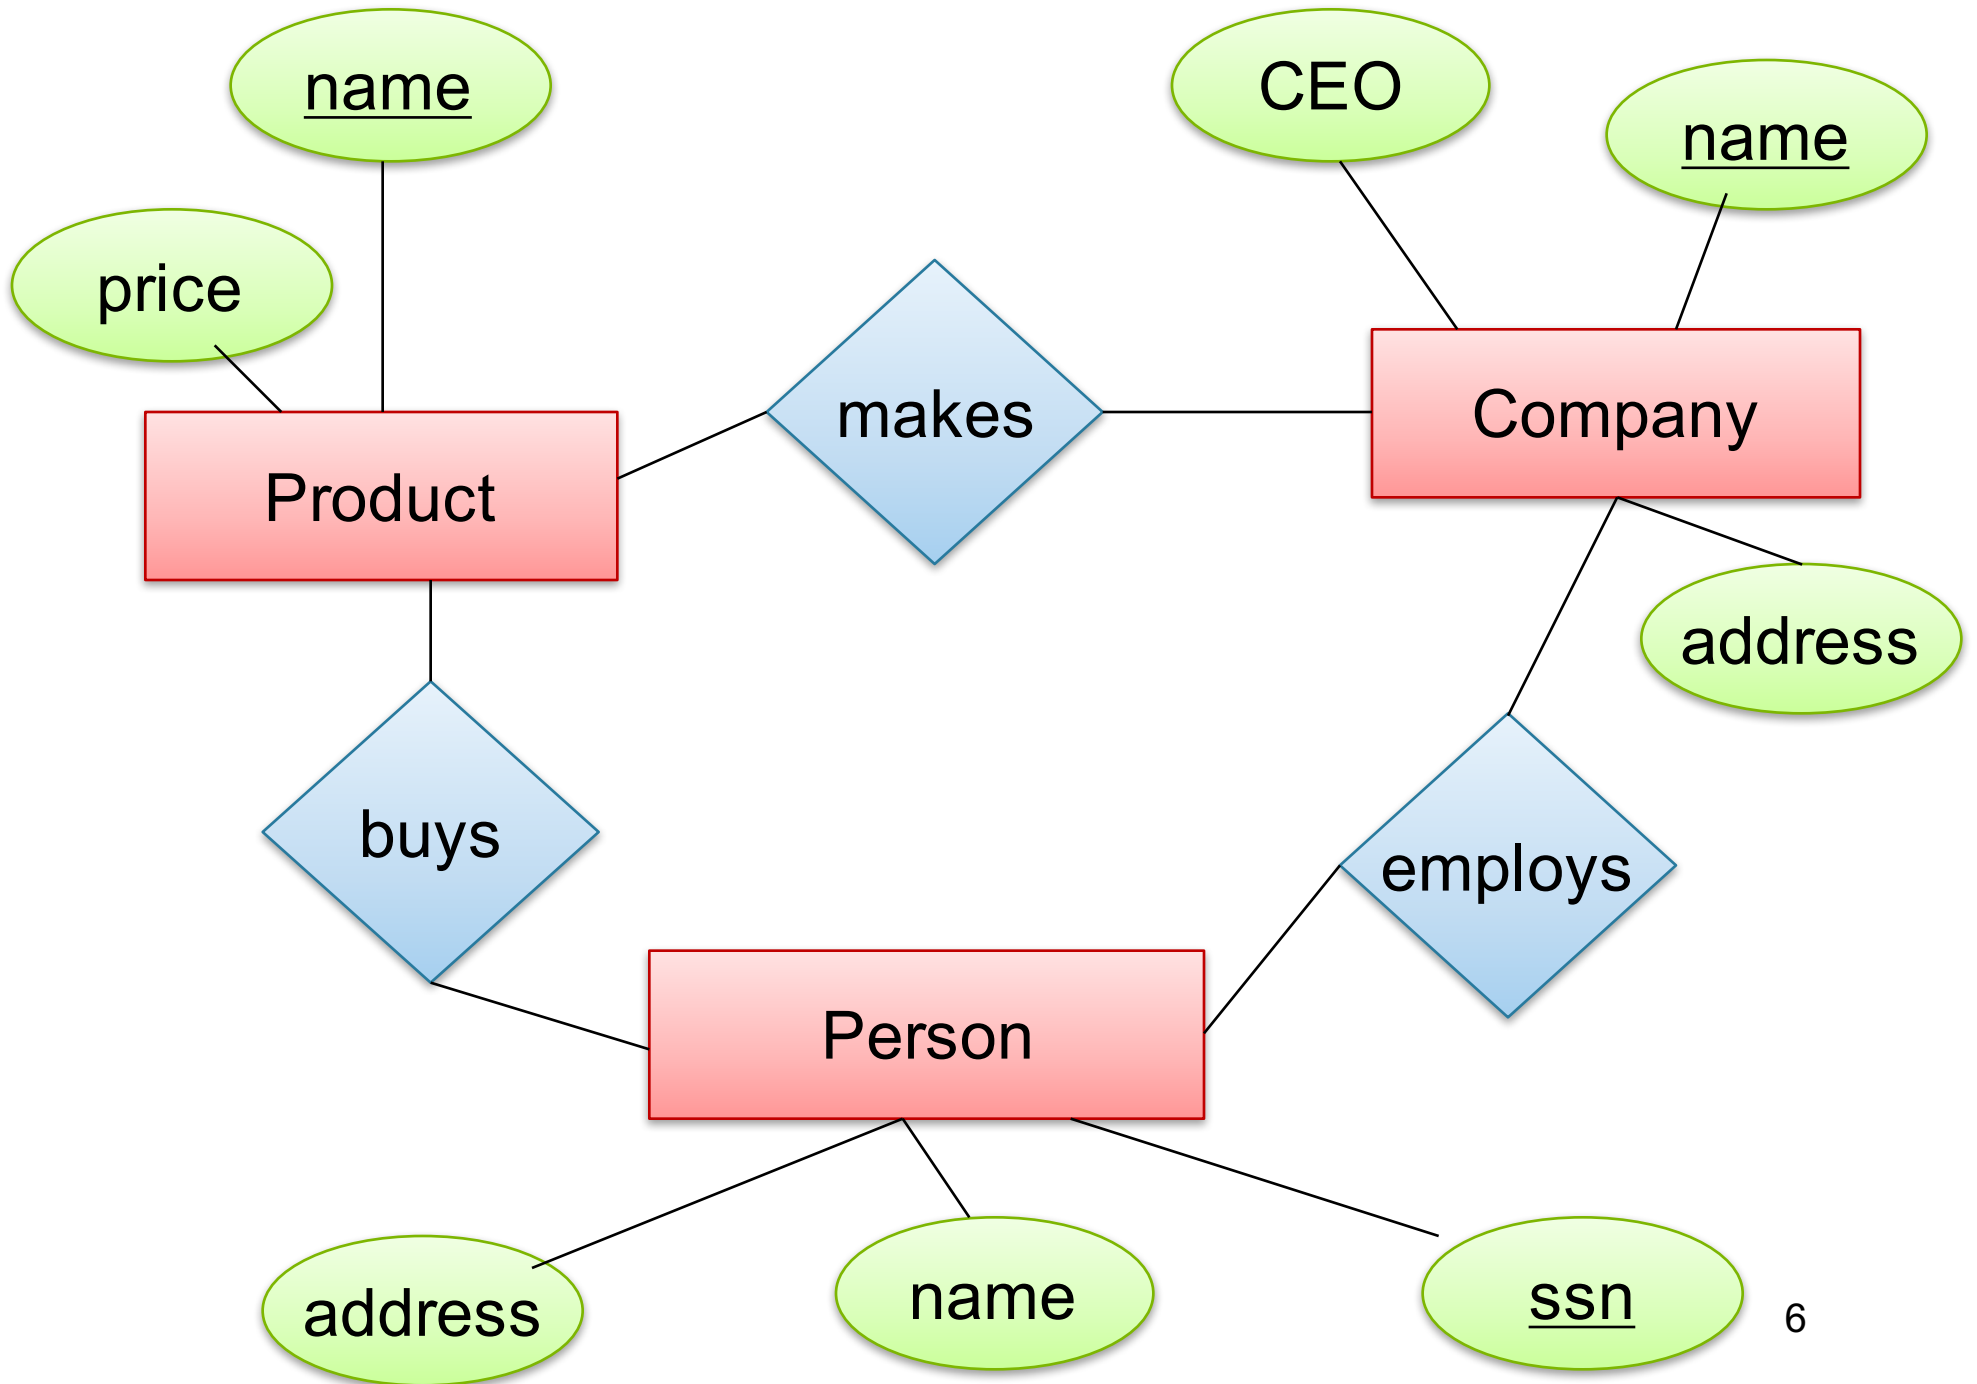 name
CEO
name
price
makes
Company
Product
address
buys
employs
Person
address
name
ssn
6